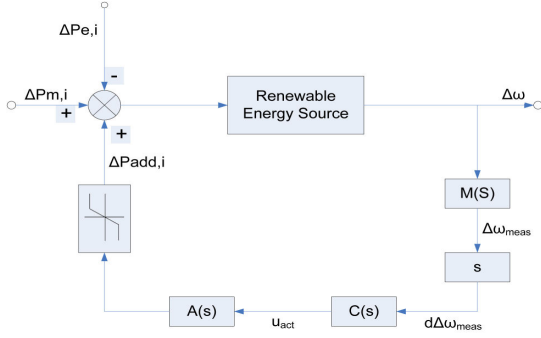 ΔPe,i
ΔPm,i
-
+
+
Renewable
Energy Source
Δω
ΔPadd,i
M(S)
Δωmeas
s
A(s)
uact
C(s)
dΔωmeas